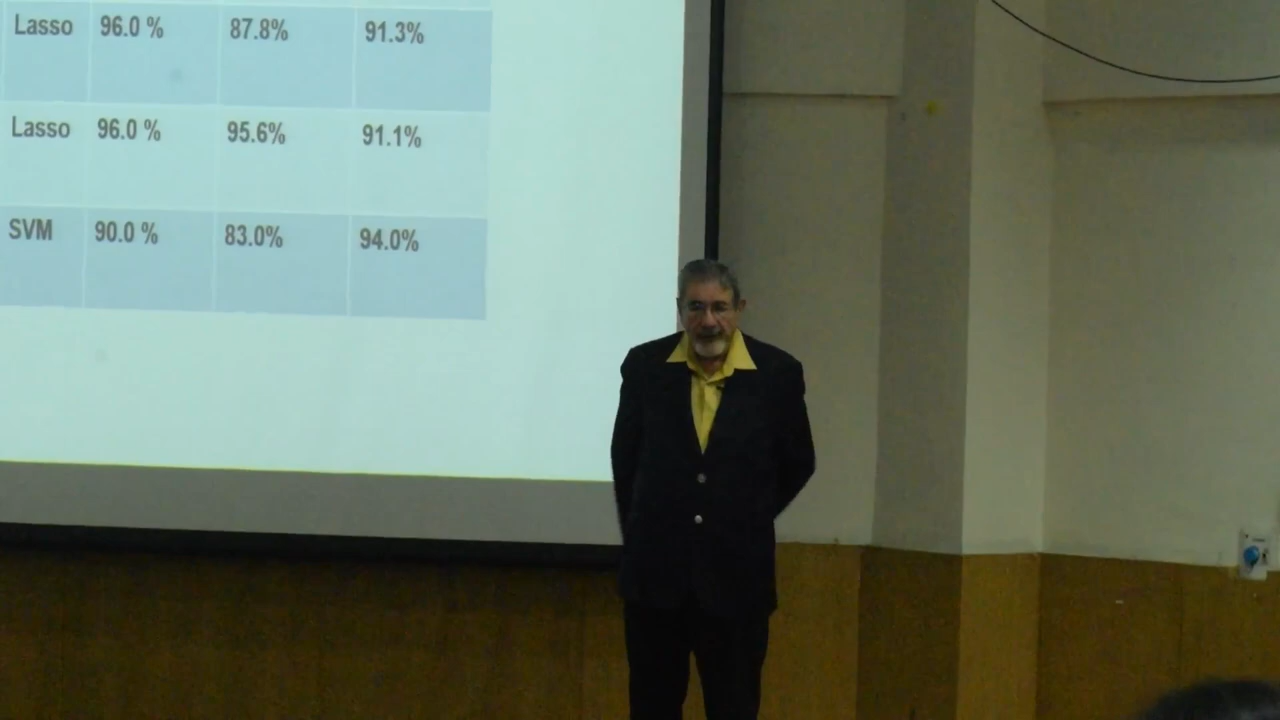 Lasso 96.0 % 87.8% 91.3%
Lasso 96.0 % 95.6% 91.1%
SVM 90.0 % 83.0% 94.0%